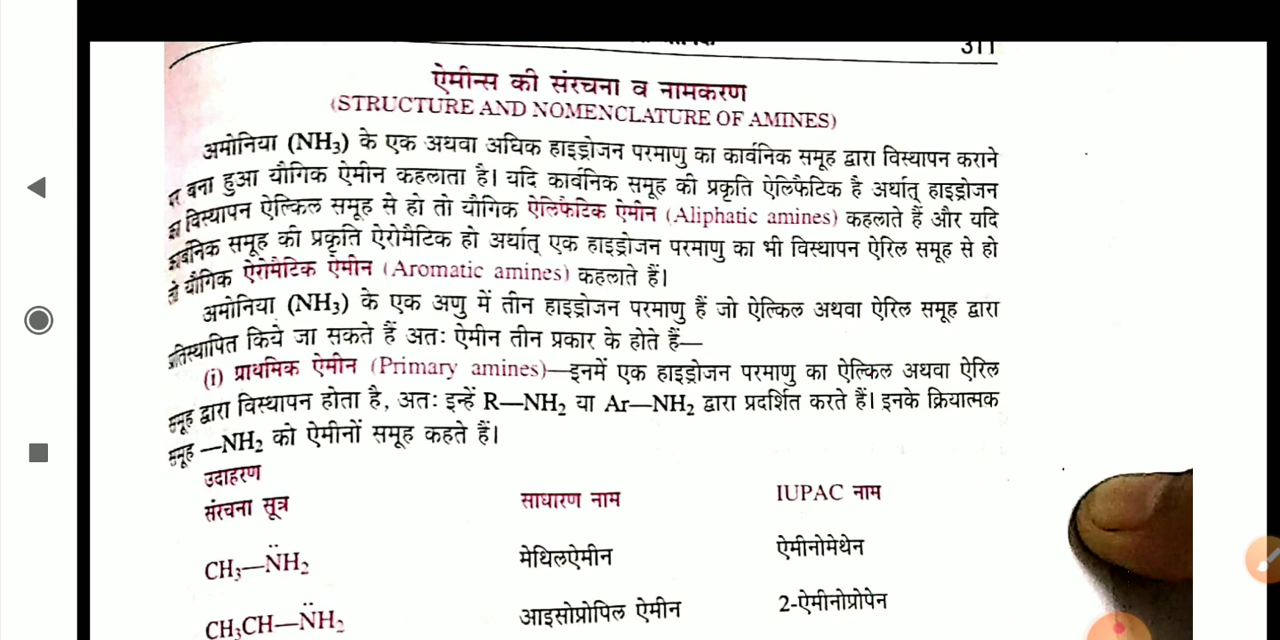 311
ऐमीन्स की संरचना व नामकरण
(STRUCTURE AND NOMENCLATURE OF AMINES)
अमोनिया (NH₃) के एक अथवा अधिक हाइड्रोजन परमाणु का कार्वनिक समूह द्वारा विस्थापन कराने
पर बना हुआ यौगिक ऐमीन कहलाता है। यदि कार्वनिक समूह की प्रकृति ऐलिफैटिक है अर्थात् हाइड्रोजन
का विस्थापन ऐल्किल समूह से हो तो यौगिक ऐलिफैटिक ऐमीन (Aliphatic amines) कहलाते हैं और यदि
कार्बनिक समूह की प्रकृति ऐरोमैटिक हो अर्थात् एक हाइड्रोजन परमाणु का भी विस्थापन ऐरिल समूह से हो
तो यौगिक ऐरोमैटिक ऐमीन (Aromatic amines) कहलाते हैं।
अमोनिया (NH₃) के एक अणु में तीन हाइड्रोजन परमाणु हैं जो ऐल्किल अथवा ऐरिल समूह द्वारा
प्रतिस्थापित किये जा सकते हैं अतः ऐमीन तीन प्रकार के होते हैं—
(i) प्राथमिक ऐमीन (Primary amines)—इनमें एक हाइड्रोजन परमाणु का ऐल्किल अथवा ऐरिल
समूह द्वारा विस्थापन होता है, अतः इन्हें R—NH₂ या Ar—NH₂ द्वारा प्रदर्शित करते हैं। इनके क्रियात्मक
समूह —NH₂ को ऐमीनों समूह कहते हैं।
उदाहरण
संरचना सूत्र साधारण नाम IUPAC नाम
CH₃—N̈H₂ मेथिलऐमीन ऐमीनोमेथेन
CH₃CH—N̈H₂ आइसोप्रोपिल ऐमीन 2-ऐमीनोप्रोपेन